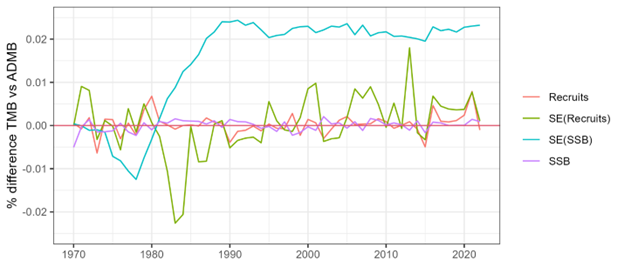 % difference TMB vs ADMB
0.02
0.01
0.00
-0.01
-0.02
1970
1980
1990
2000
2010
2020
Recruits
SE(Recruits)
SE(SSB)
SSB